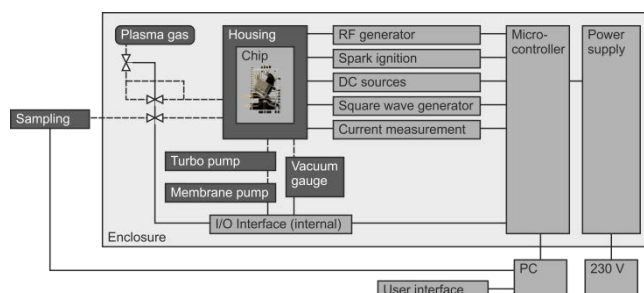 Plasma gas
Housing
Chip
RF generator
Spark ignition
DC sources
Square wave generator
Current measurement
Micro-
controller
Power
supply
Sampling
Turbo pump
Membrane pump
Vacuum
gauge
I/O Interface (internal)
Enclosure
PC
230 V
User interface